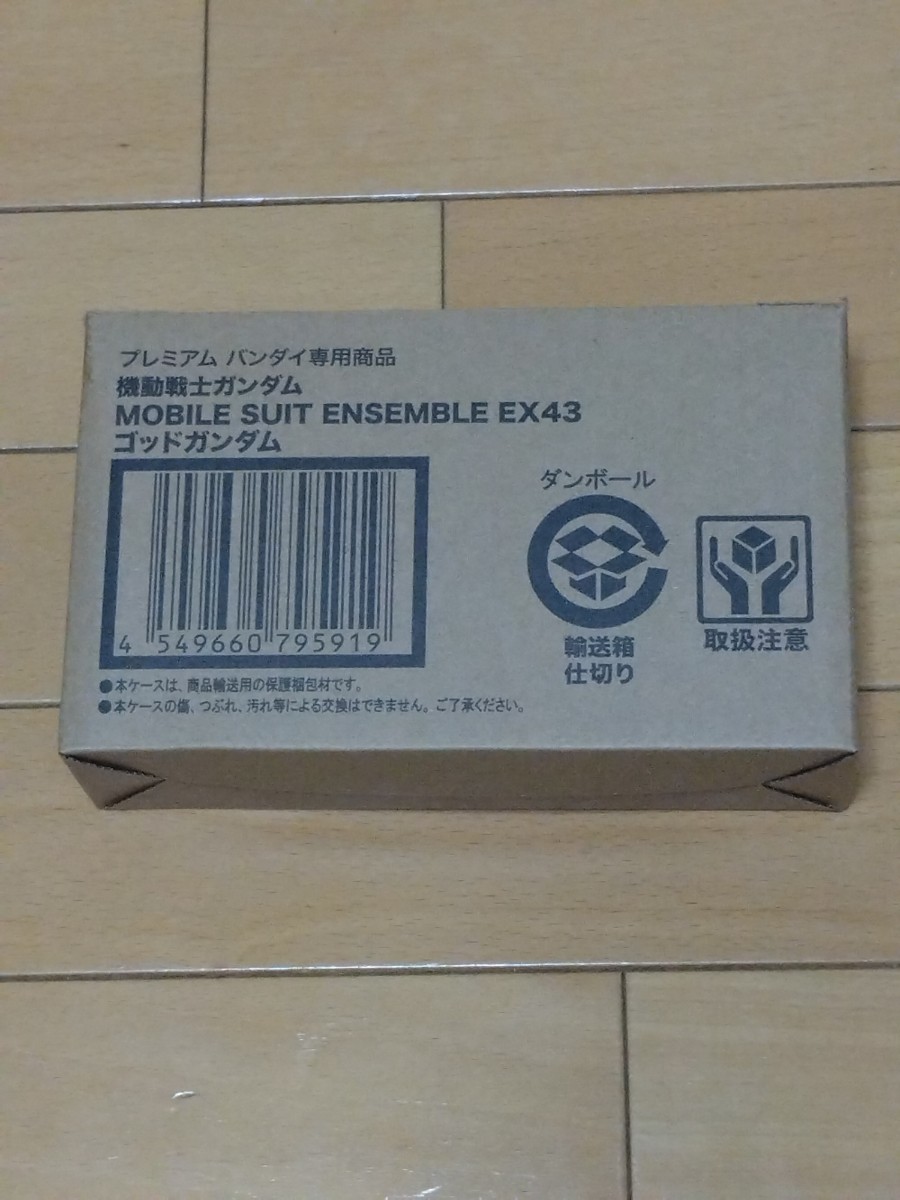 プレミアム バンダイ専用商品
機動戦士ガンダム
MOBILE SUIT ENSEMBLE EX43
ゴッドガンダム
4 549660 795919
ダンボール
輸送箱
仕切り
取扱注意
●本ケースは、商品輸送用の保護梱包材です。
●本ケースの傷、つぶれ、汚れ等による交換はできません。ご了承ください。